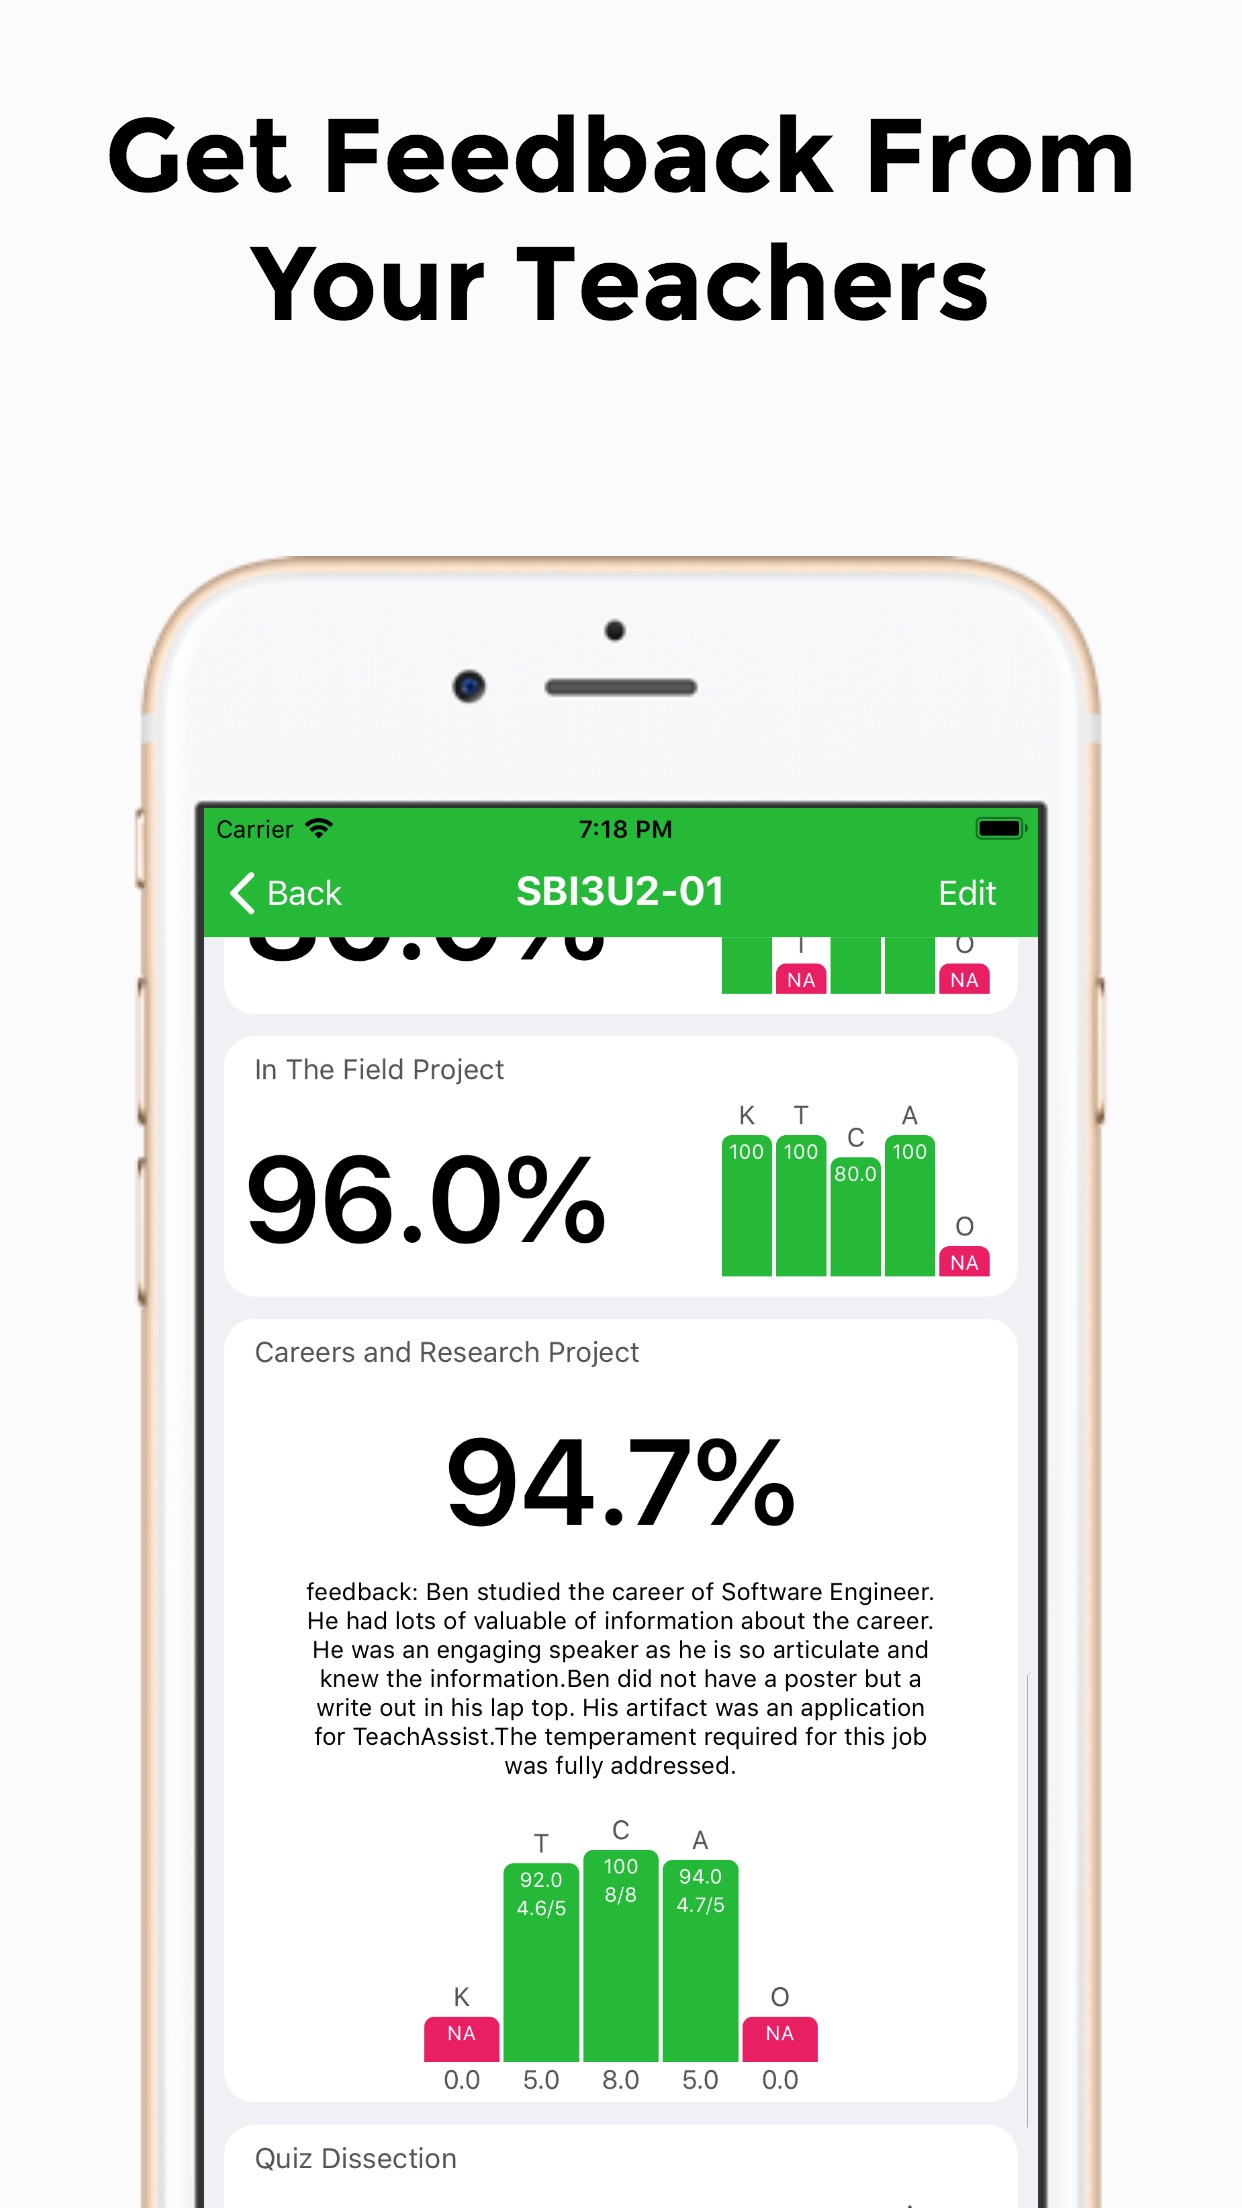 Get Feedback From
Your Teachers
Carrier 7:18 PM
Back SBI3U2-01 Edit
T O
NA NA
In The Field Project
K T C A O
96.0%
100 100 80.0 100 NA
Careers and Research Project
94.7%
feedback: Ben studied the career of Software Engineer.
He had lots of valuable of information about the career.
He was an engaging speaker as he is so articulate and
knew the information.Ben did not have a poster but a
write out in his lap top. His artifact was an application
for TeachAssist.The temperament required for this job
was fully addressed.
K T C A O
NA 92.0 100 94.0 NA
4.6/5 8/8 4.7/5
0.0 5.0 8.0 5.0 0.0
Quiz Dissection